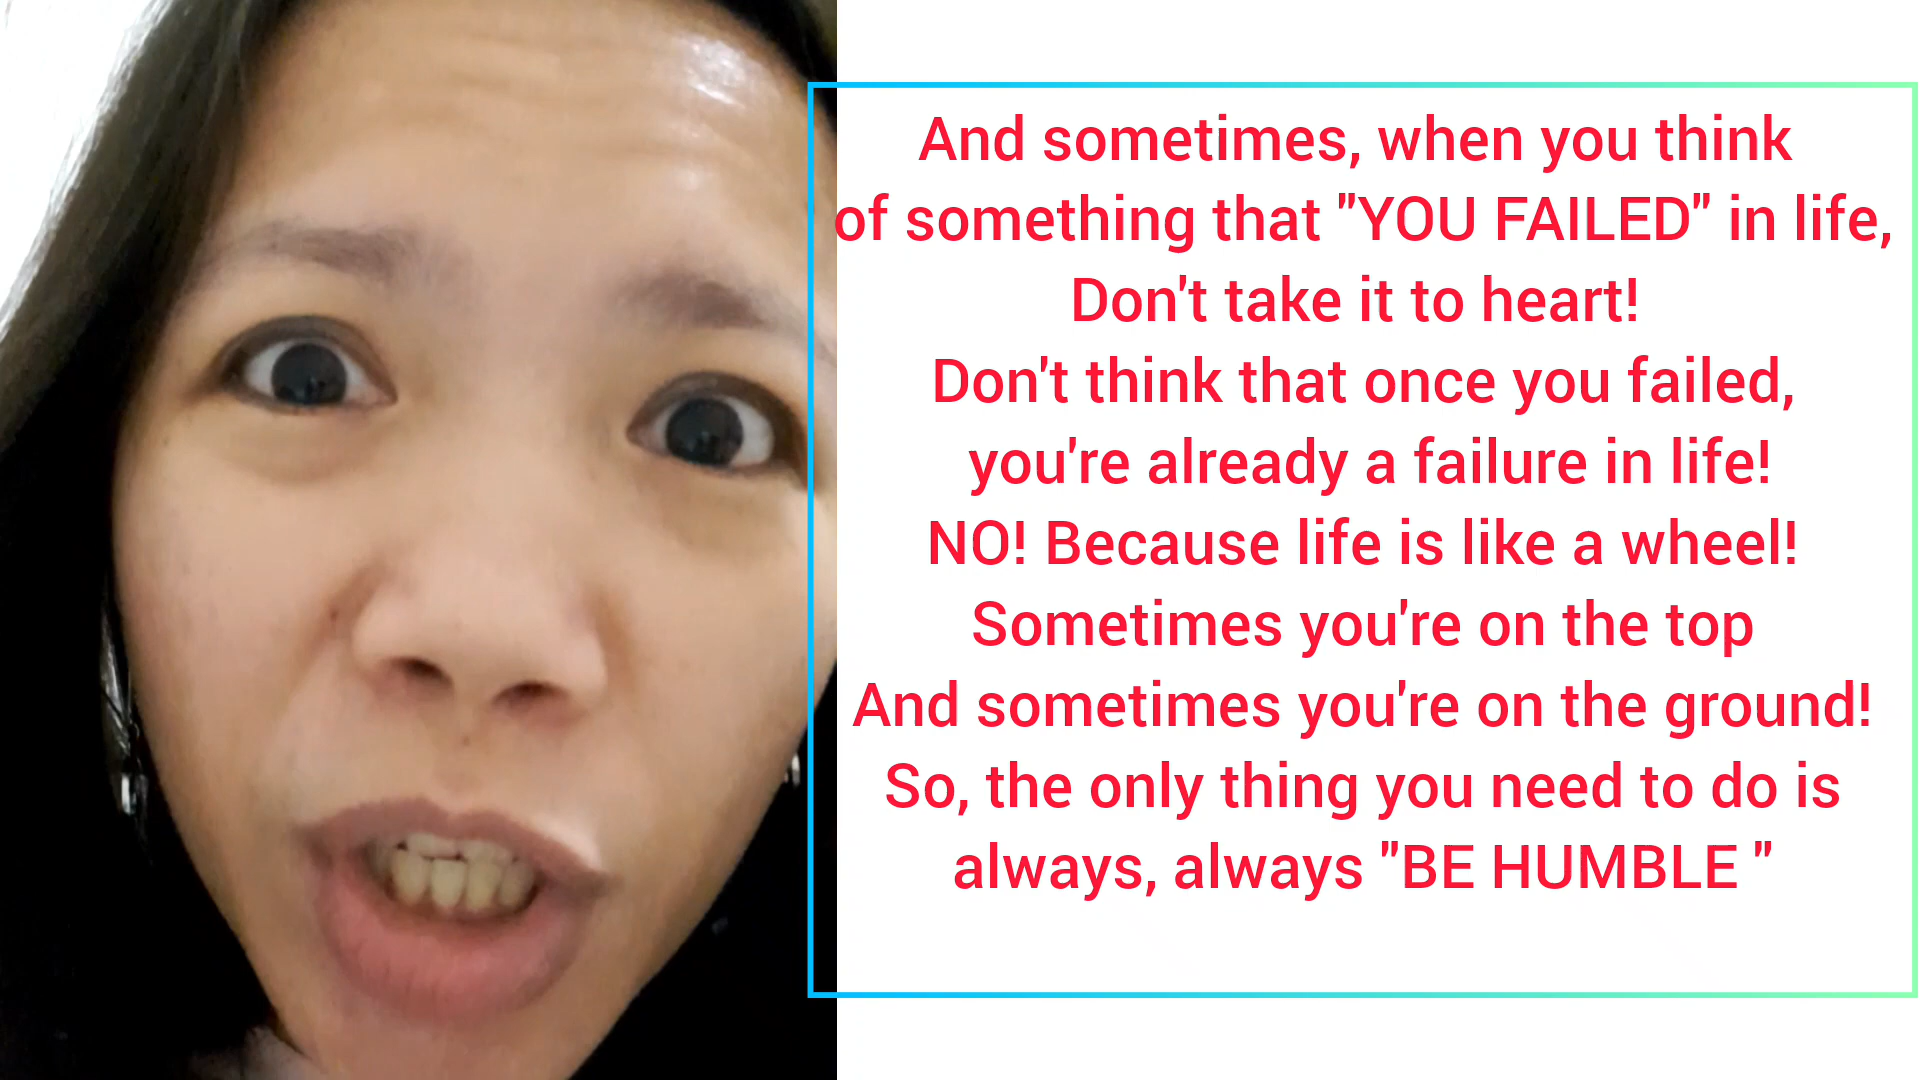 And sometimes, when you think
of something that "YOU FAILED" in life,
Don't take it to heart!
Don't think that once you failed,
you're already a failure in life!
NO! Because life is like a wheel!
Sometimes you're on the top
And sometimes you're on the ground!
So, the only thing you need to do is
always, always "BE HUMBLE "